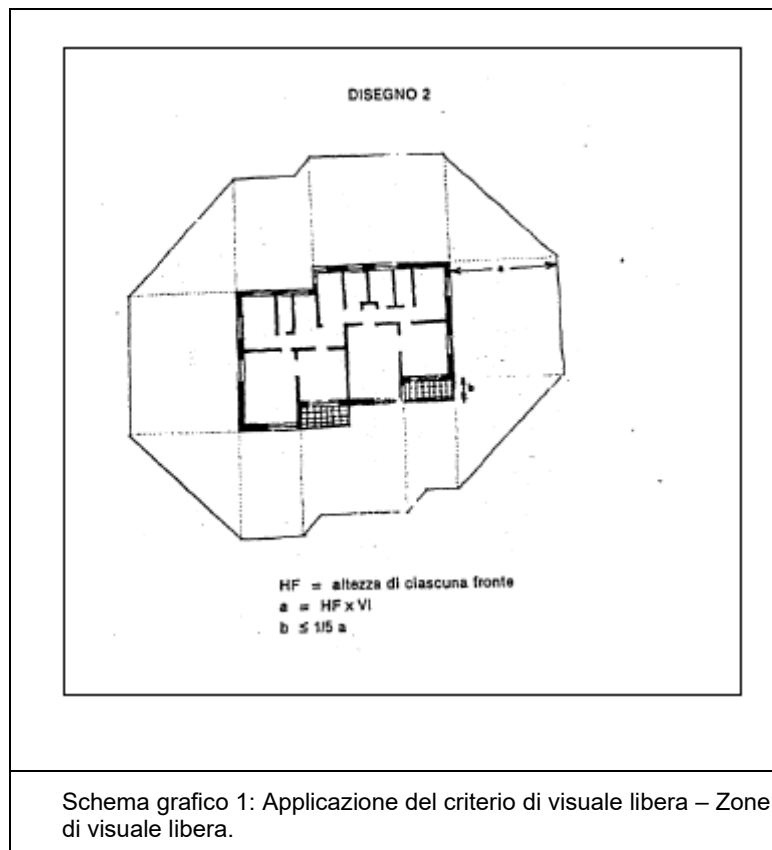 DISEGNO 2
a
b
HF = altezza di ciascuna fronte
a = HF x VI
b ≤ 1/5 a
Schema grafico 1: Applicazione del criterio di visuale libera – Zone
di visuale libera.